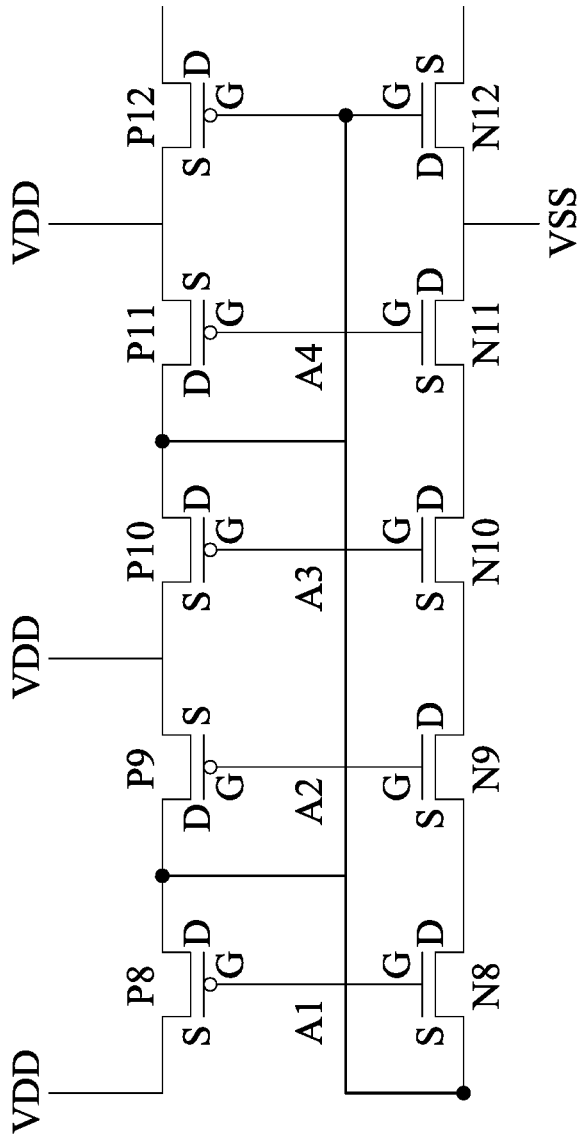 VDD VDD VDD
P8 P9 P10 P11 P12
S D D S S D D S S D
G G G G G
A1 A2 A3 A4
G G G G G
S D S D S D S D D S
N8 N9 N10 N11 N12
VSS